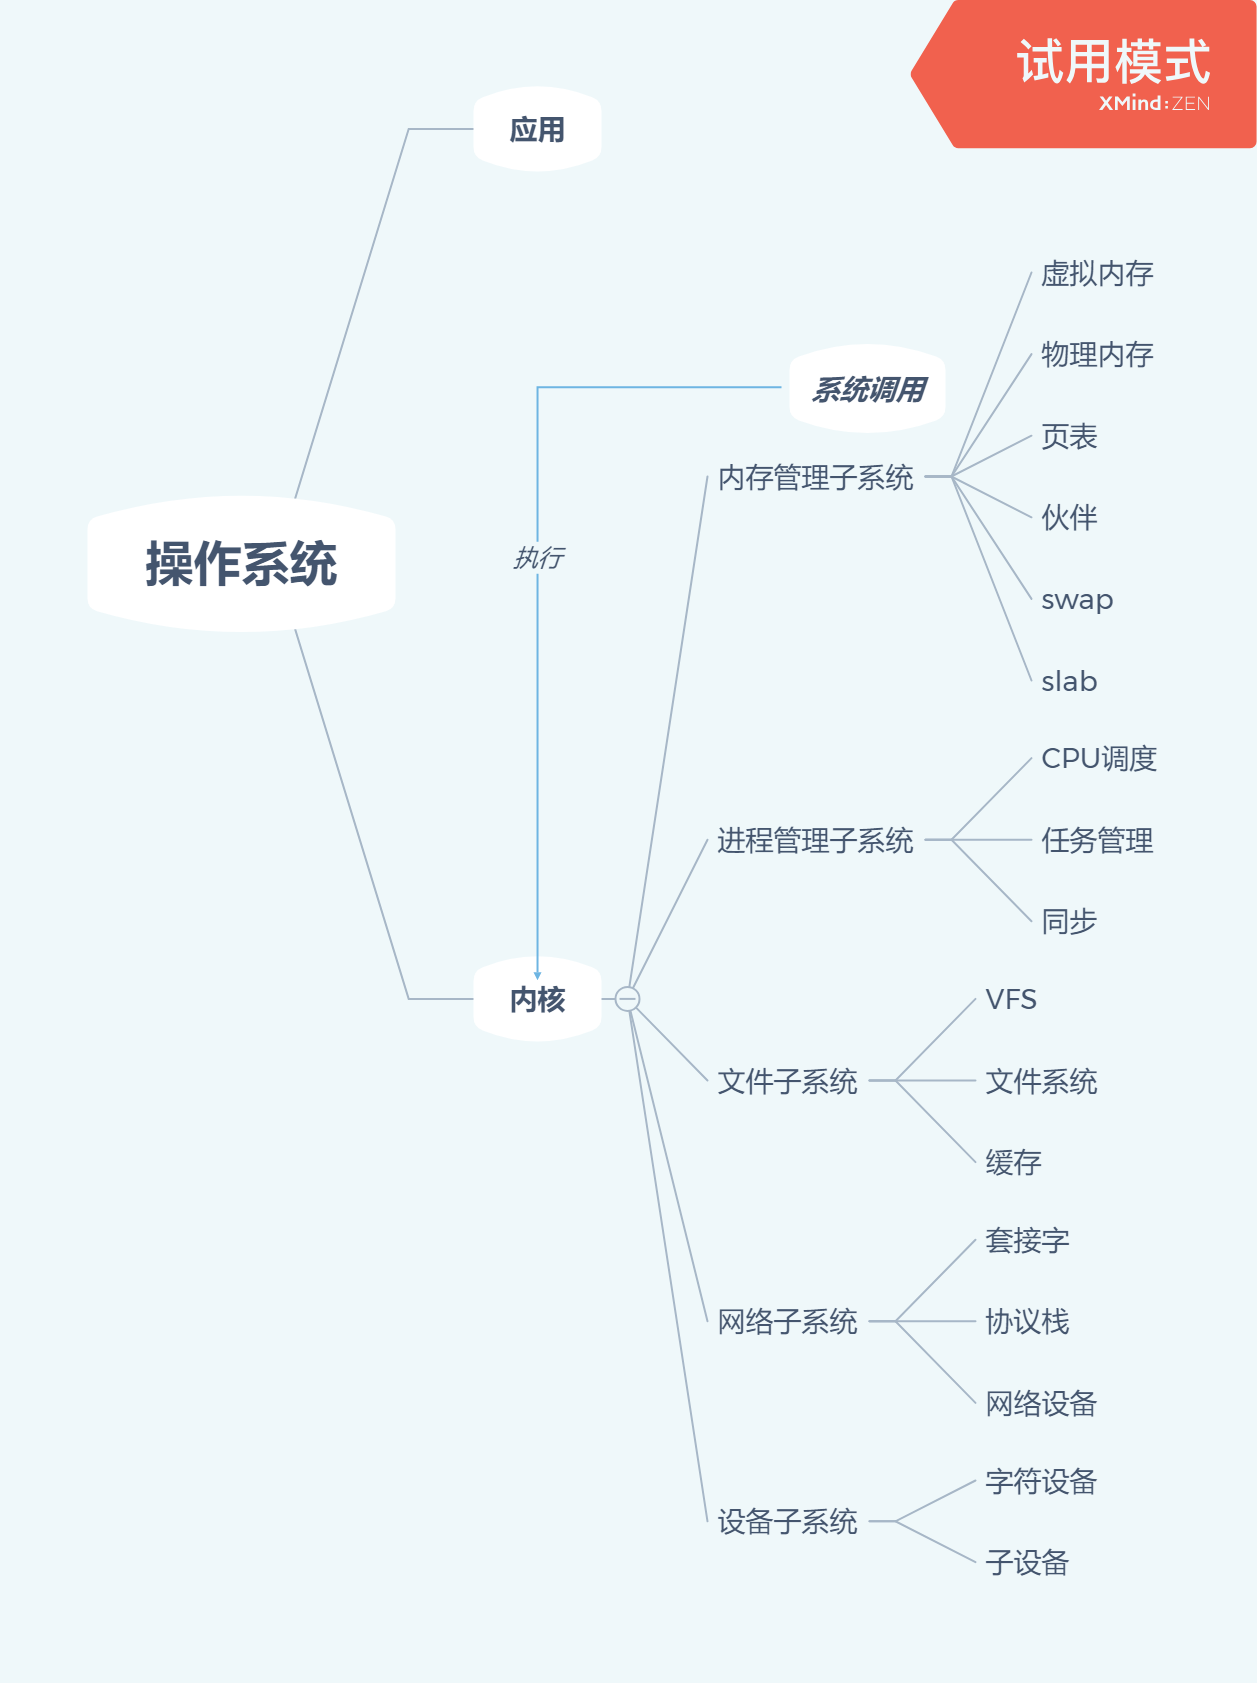 试用模式
XMind:ZEN
应用
虚拟内存
物理内存
系统调用
页表
内存管理子系统
伙伴
操作系统
执行
swap
slab
CPU调度
进程管理子系统
任务管理
同步
内核
VFS
文件子系统
文件系统
缓存
套接字
网络子系统
协议栈
网络设备
字符设备
设备子系统
子设备